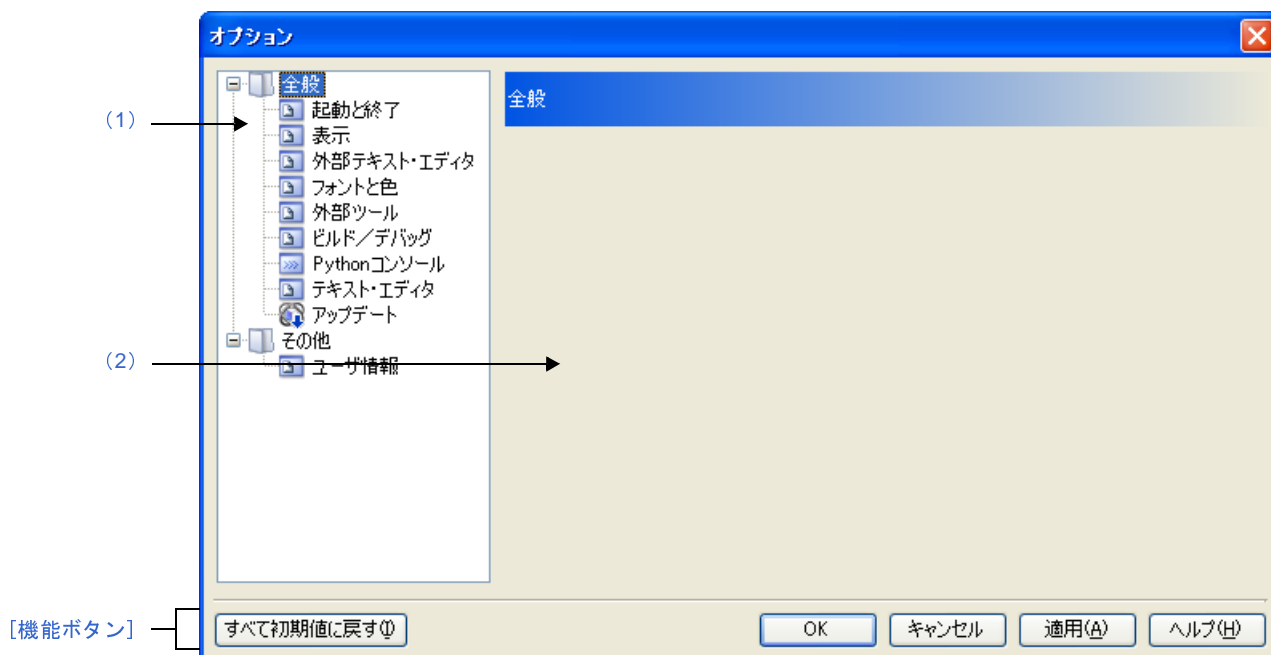 オプション
全般
全般
(1)
起動と終了
表示
外部テキスト・エディタ
フォントと色
外部ツール
ビルド／デバッグ
Pythonコンソール
テキスト・エディタ
アップデート
その他
(2)
ユーザ情報
[機能ボタン]
すべて初期値に戻す(I)
OK
キャンセル
適用(A)
ヘルプ(H)